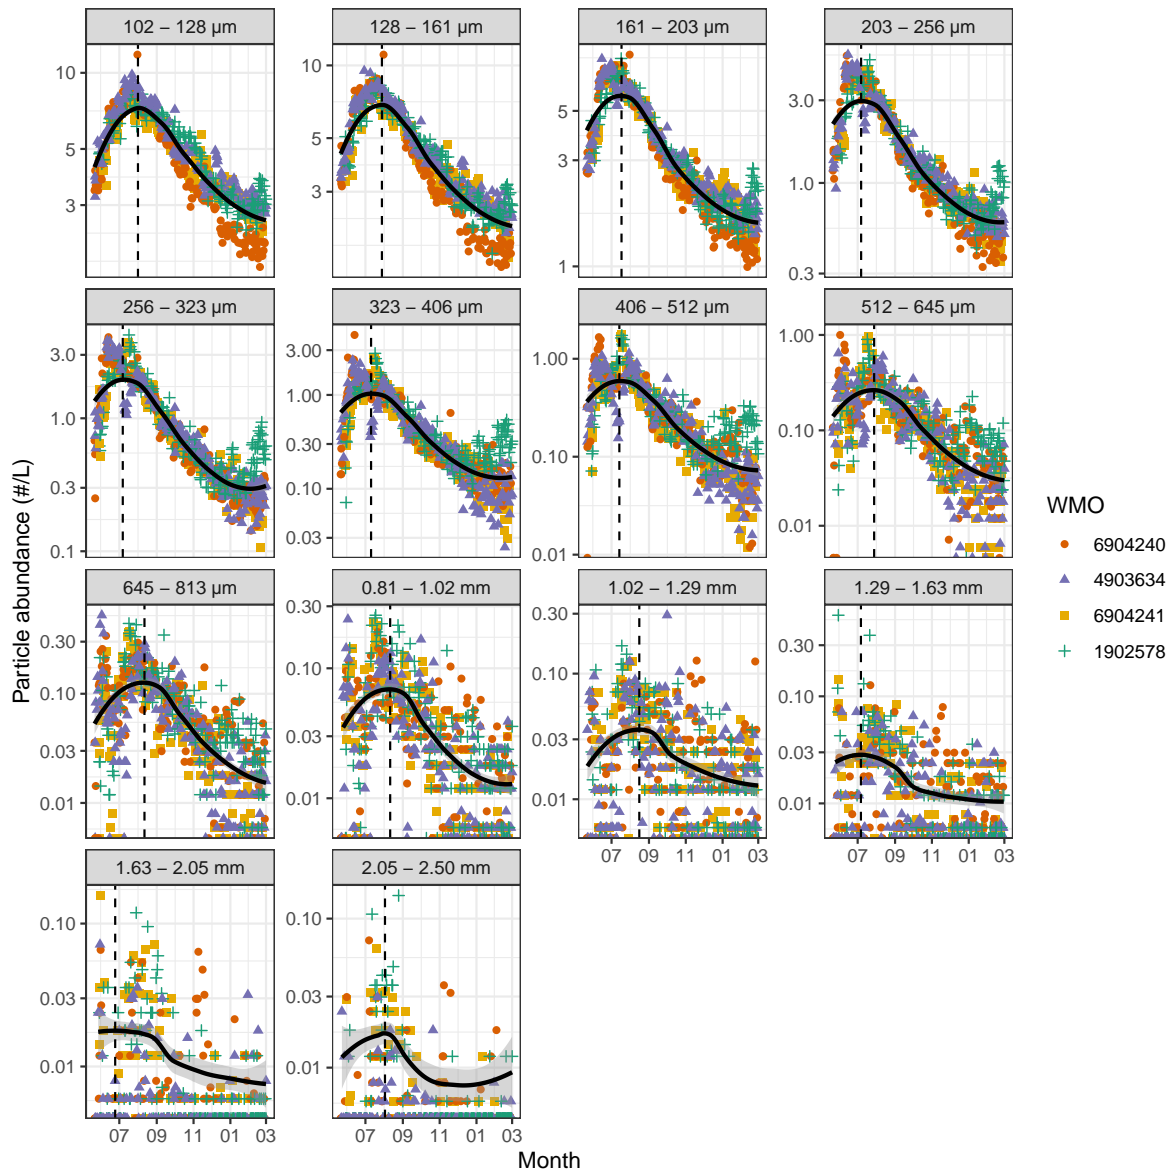 102 − 128 µm
128 − 161 µm
161 − 203 µm
203 − 256 µm
10
5
3
10
5
3
5
3
1
3.0
1.0
0.3
256 − 323 µm
323 − 406 µm
406 − 512 µm
512 − 645 µm
3.0
1.0
0.3
0.1
3.00
1.00
0.30
0.10
0.03
1.00
0.10
0.01
1.00
0.10
0.01
645 − 813 µm
0.81 − 1.02 mm
1.02 − 1.29 mm
1.29 − 1.63 mm
0.30
0.10
0.03
0.01
0.30
0.10
0.03
0.01
0.30
0.10
0.03
0.01
0.30
0.10
0.03
0.01
07 09 11 01 03
07 09 11 01 03
1.63 − 2.05 mm
2.05 − 2.50 mm
0.10
0.03
0.01
0.10
0.03
0.01
07 09 11 01 03
07 09 11 01 03
Month
Particle abundance (#/L)
WMO
6904240
4903634
6904241
1902578